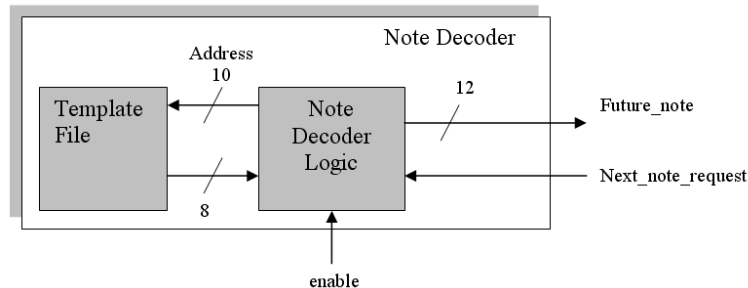 Note Decoder
Address
10
Template
File
Note
Decoder
Logic
12
8
Future_note
Next_note_request
enable